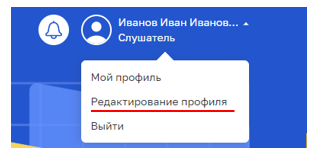 Иванов Иван Иванов...
Слушатель
Мой профиль
Редактирование профиля
Выйти